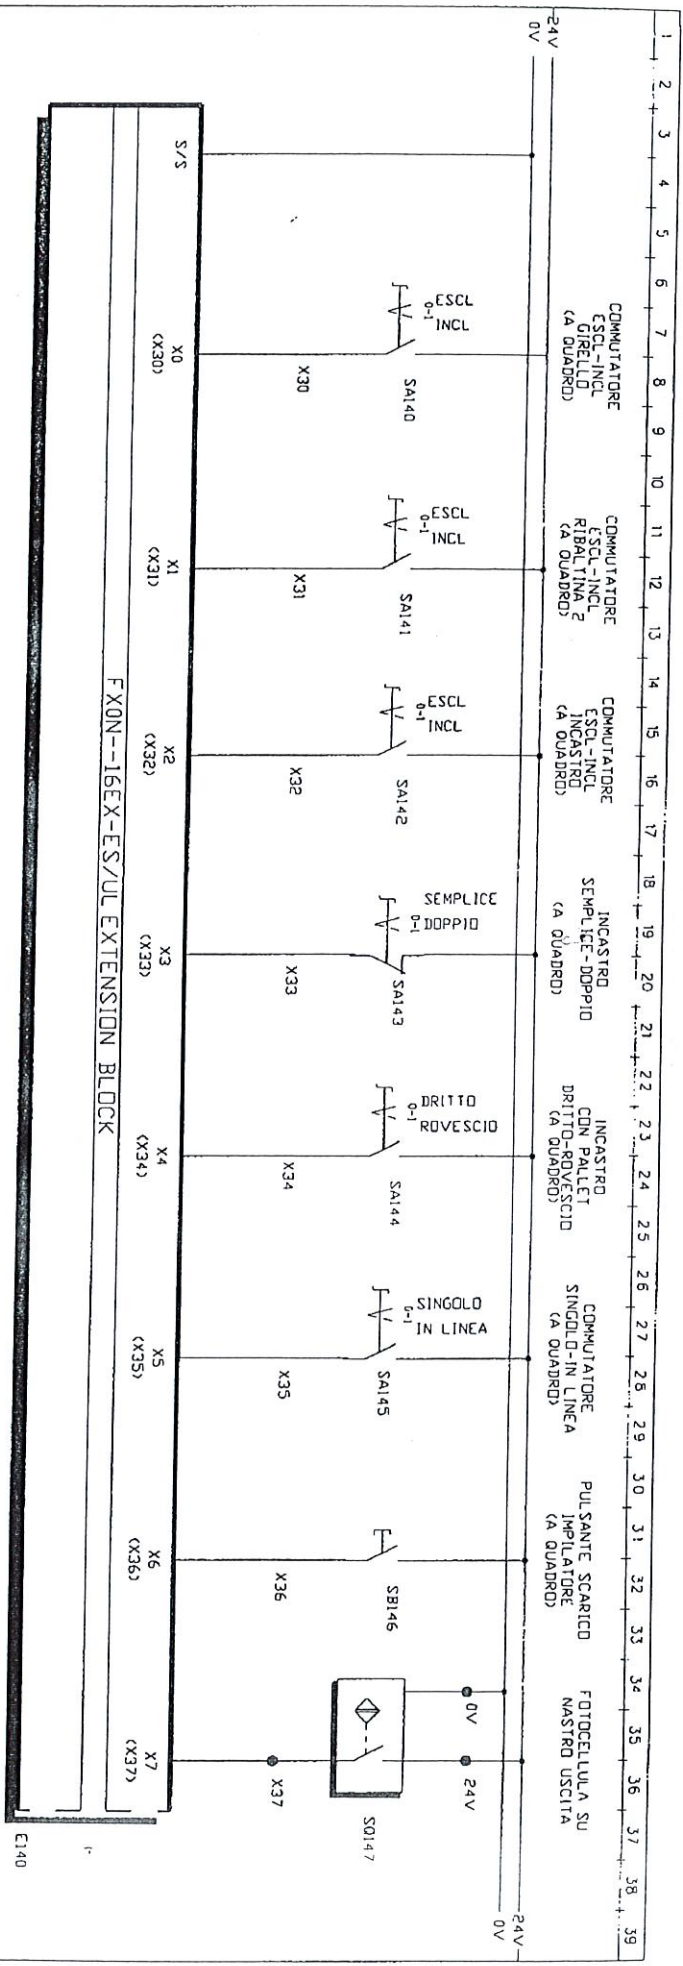 1 2 3 4 5 6 7 8 9 10 11 12 13 14 15 16 17 18 19 20 21 22 23 24 25 26 27 28 29 30 31 32 33 34 35 36 37 38 39
COMMUTATORE
ESCL-INCL
GIRELLO
(A QUADRO)
COMMUTATORE
ESCL-INCL
RIBALTINA 2
(A QUADRO)
COMMUTATORE
ESCL-INCL
INCASTRO
(A QUADRO)
INCASTRO
SEMPLICE-DOPPIO
(A QUADRO)
INCASTRO
CON PALLET
DRITTO-ROVESCIO
(A QUADRO)
COMMUTATORE
SINGOLO-IN LINEA
(A QUADRO)
PULSANTE SCARICO
IMPILATORE
(A QUADRO)
FOTOCELLULA SU
NASTRO USCITA
24V
0V
24V
0V
ESCL
0-1
INCL
SA140
ESCL
0-1
INCL
SA141
ESCL
0-1
INCL
SA142
SEMPLICE
0-1
DOPPIO
SA143
DRITTO
0-1
ROVESCIO
SA144
SINGOLO
0-1
IN LINEA
SA145
SB146
0V
24V
SQ147
X30
X31
X32
X33
X34
X35
X36
X37
S/S
X0
(X30)
X1
(X31)
X2
(X32)
X3
(X33)
X4
(X34)
X5
(X35)
X6
(X36)
X7
(X37)
FX0N--16EX-ES/UL EXTENSION BLOCK
E140